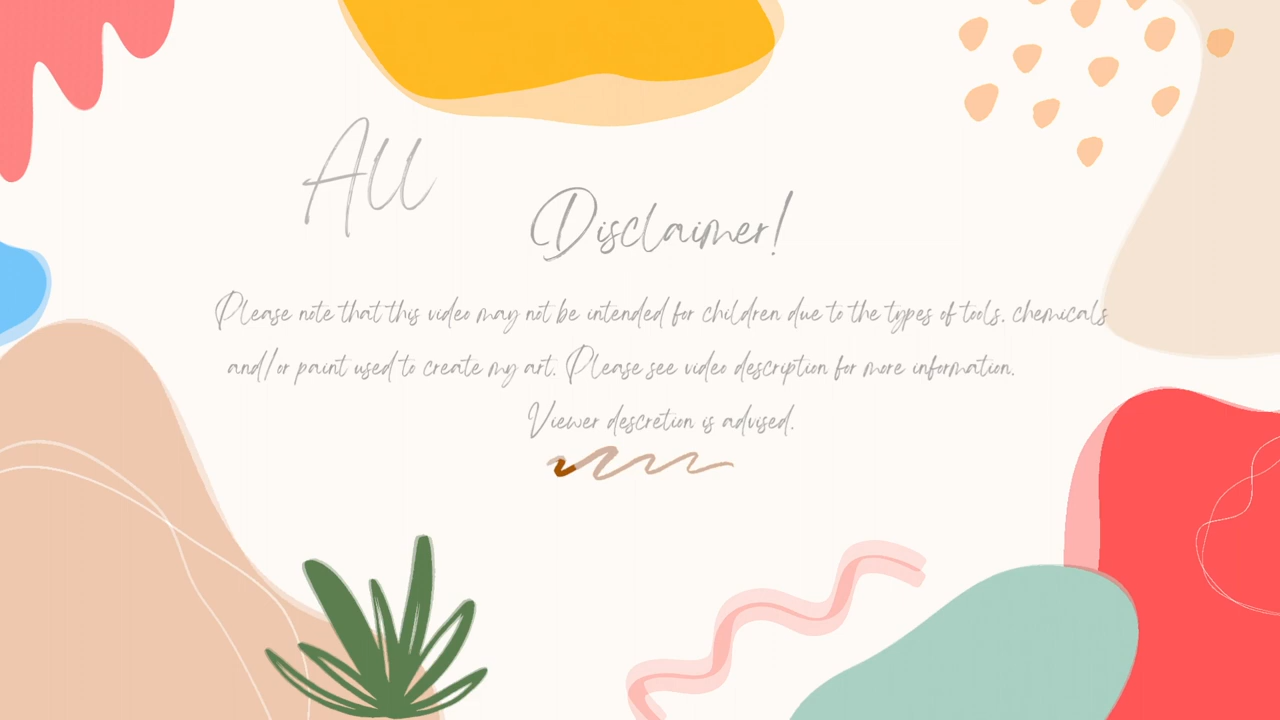 All
Disclaimer!
Please note that this video may not be intended for children due to the types of tools, chemicals
and/or paint used to create my art. Please see video description for more information.
Viewer descretion is advised.